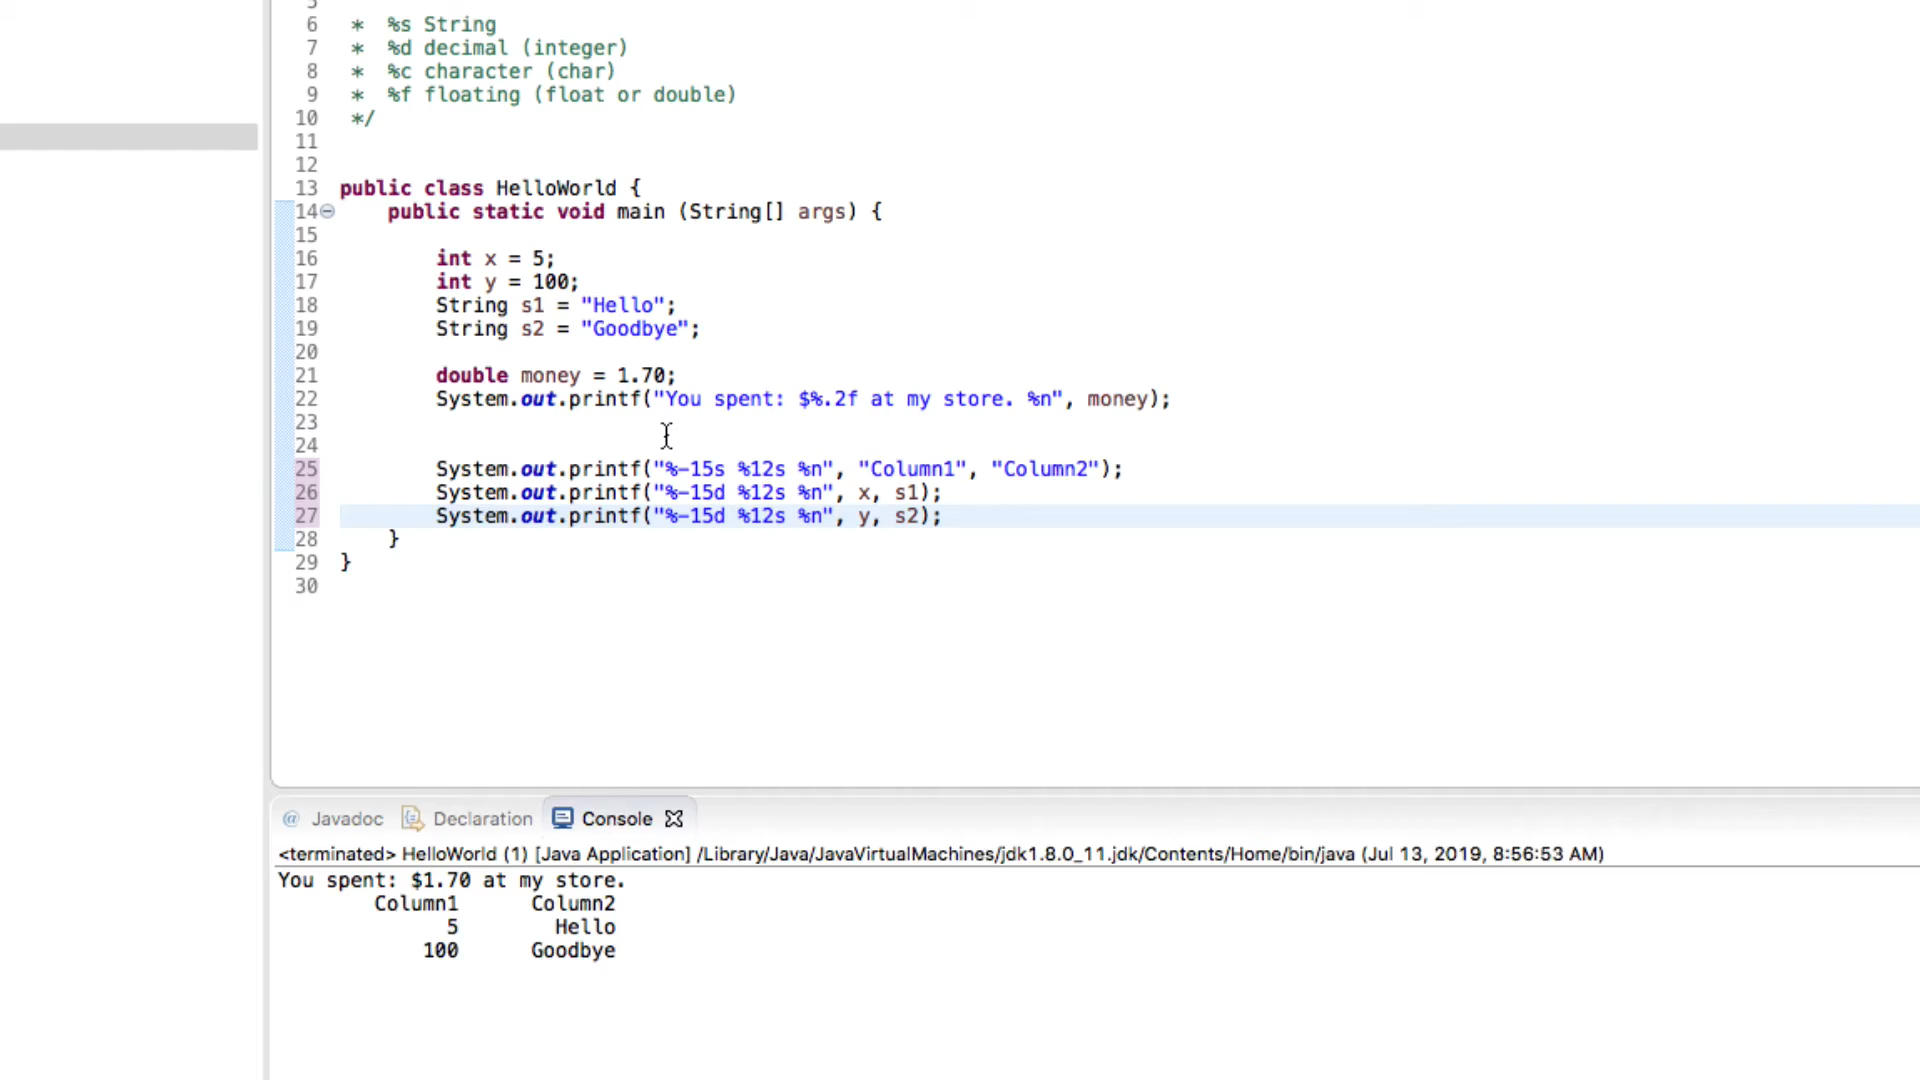 5
6  *  %s String
7  *  %d decimal (integer)
8  *  %c character (char)
9  *  %f floating (float or double)
10  */
11
12
13 public class HelloWorld {
14     public static void main (String[] args) {
15
16         int x = 5;
17         int y = 100;
18         String s1 = "Hello";
19         String s2 = "Goodbye";
20
21         double money = 1.70;
22         System.out.printf("You spent: $%.2f at my store. %n", money);
23
24
25         System.out.printf("%-15s %12s %n", "Column1", "Column2");
26         System.out.printf("%-15d %12s %n", x, s1);
27         System.out.printf("%-15d %12s %n", y, s2);
28     }
29 }
30
@ Javadoc Declaration Console
<terminated> HelloWorld (1) [Java Application] /Library/Java/JavaVirtualMachines/jdk1.8.0_11.jdk/Contents/Home/bin/java (Jul 13, 2019, 8:56:53 AM)
You spent: $1.70 at my store.
        Column1      Column2
              5        Hello
            100      Goodbye